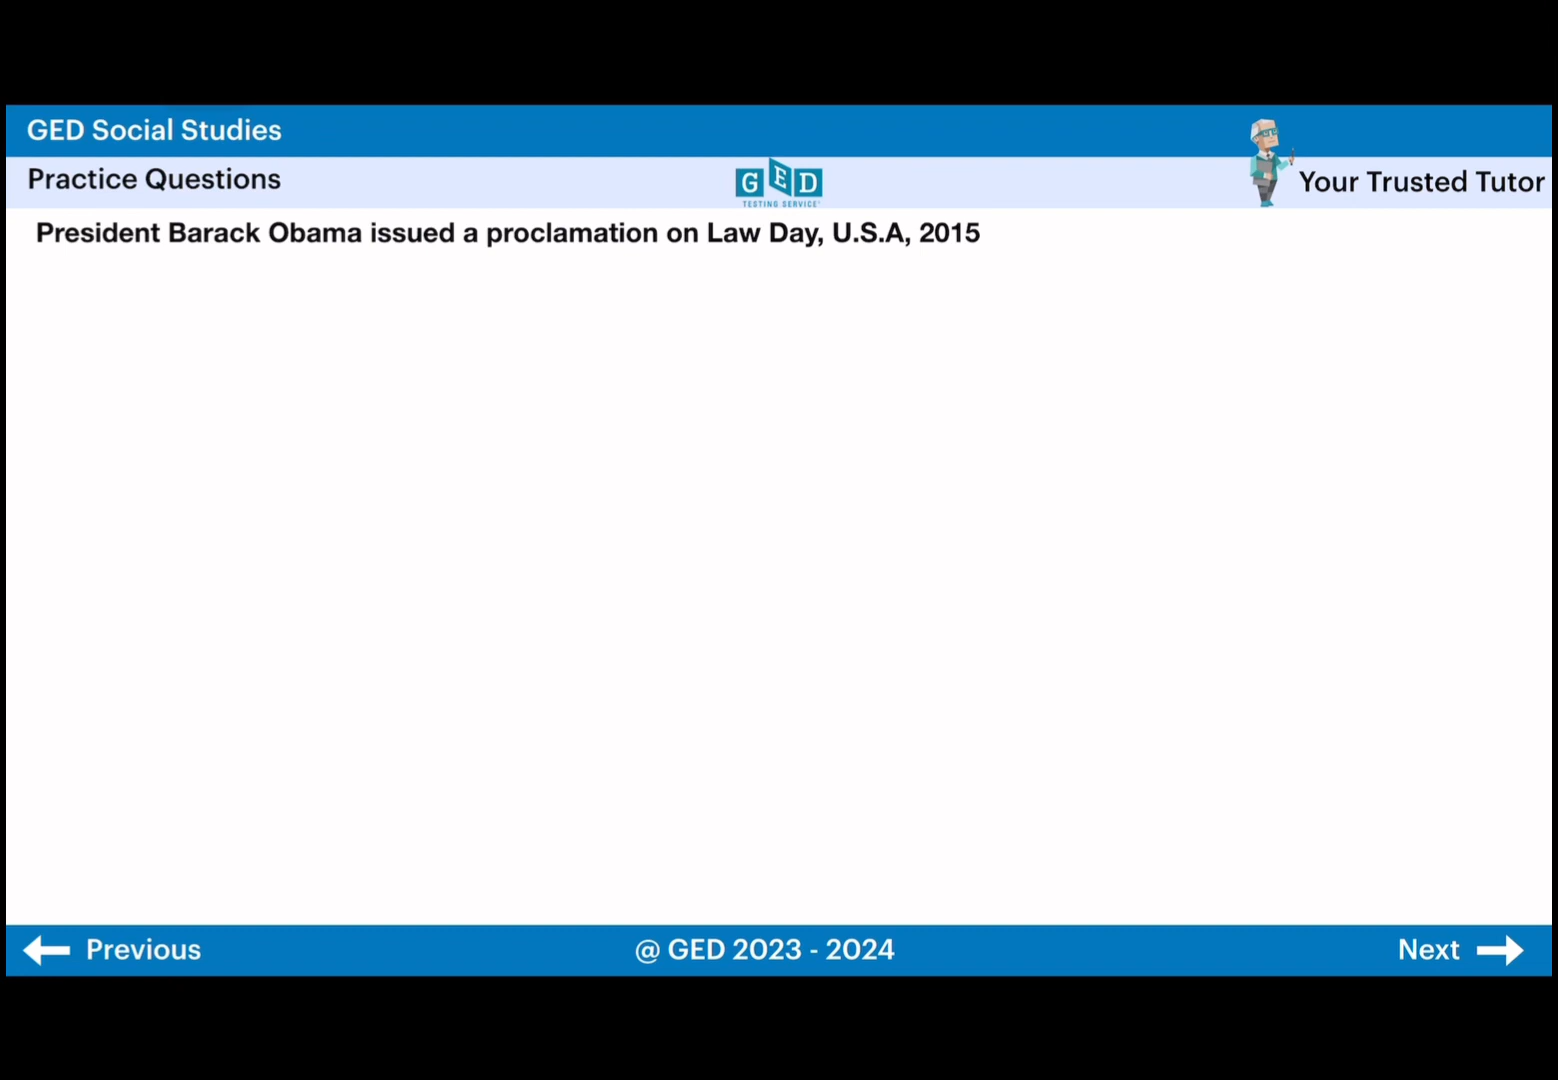 GED Social Studies
Practice Questions
GED
TESTING SERVICE
Your Trusted Tutor
President Barack Obama issued a proclamation on Law Day, U.S.A, 2015
Previous
@ GED 2023 - 2024
Next